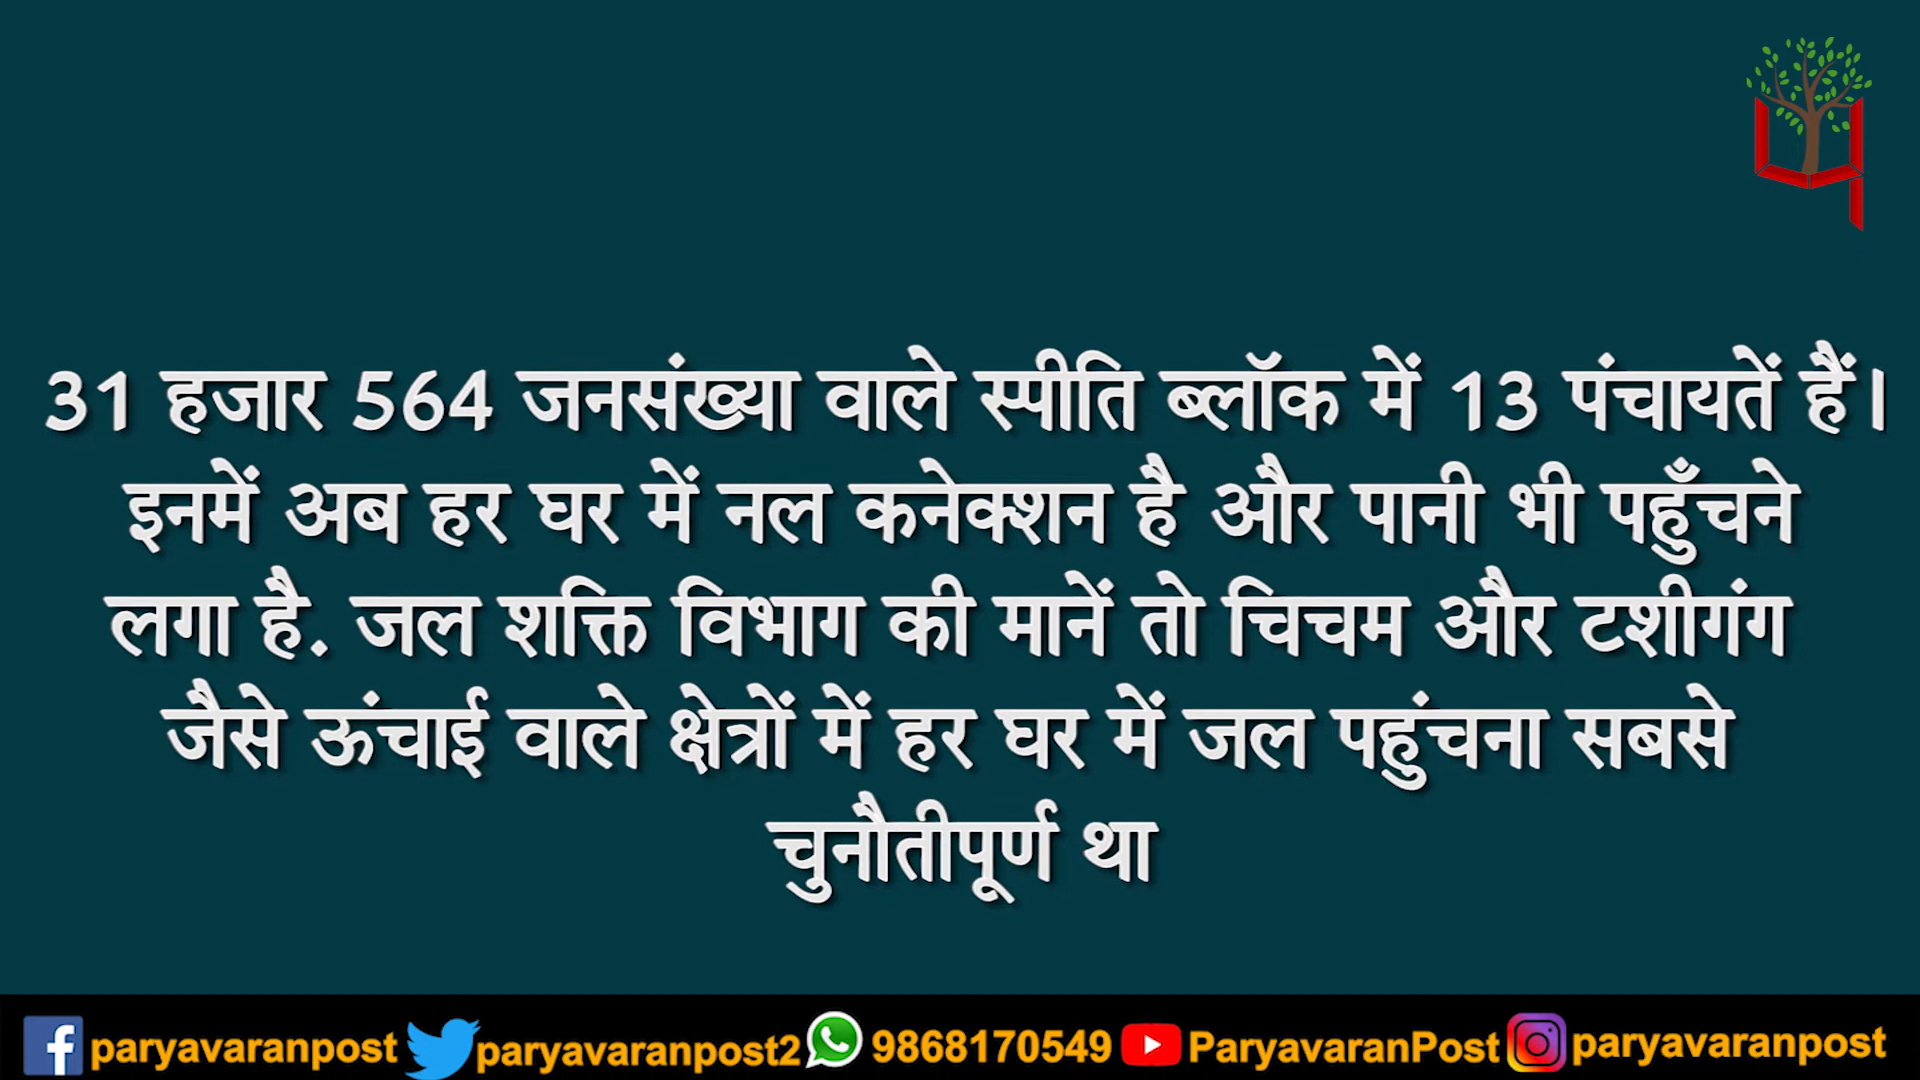 31 हजार 564 जनसंख्या वाले स्पीति ब्लॉक में 13 पंचायतें हैं।
इनमें अब हर घर में नल कनेक्शन है और पानी भी पहुँचने
लगा है. जल शक्ति विभाग की मानें तो चिचम और टशीगंग
जैसे ऊंचाई वाले क्षेत्रों में हर घर में जल पहुंचना सबसे
चुनौतीपूर्ण था
paryavaranpost paryavaranpost2 9868170549 ParyavaranPost paryavaranpost